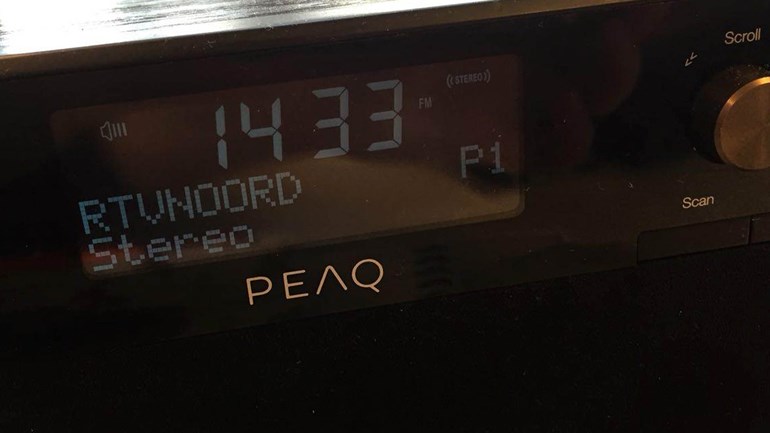 Scroll
((STEREO))
14 33 FM
P1
RTVNOORD
Stereo
Scan
PEAQ